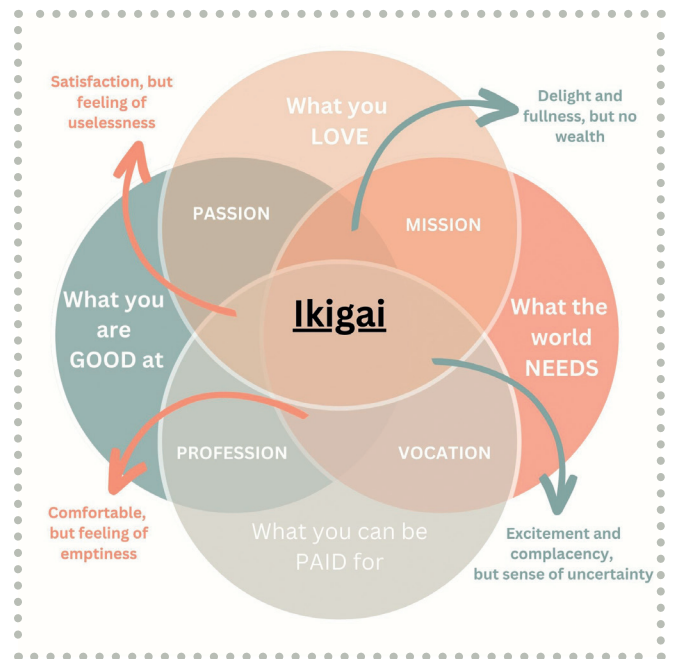 Satisfaction, but
feeling of
uselessness
What you
LOVE
Delight and
fullness, but no
wealth
PASSION
MISSION
What you
are
GOOD at
Ikigai
What the
world
NEEDS
PROFESSION
VOCATION
Comfortable,
but feeling of
emptiness
What you can be
PAID for
Excitement and
complacency,
but sense of uncertainty